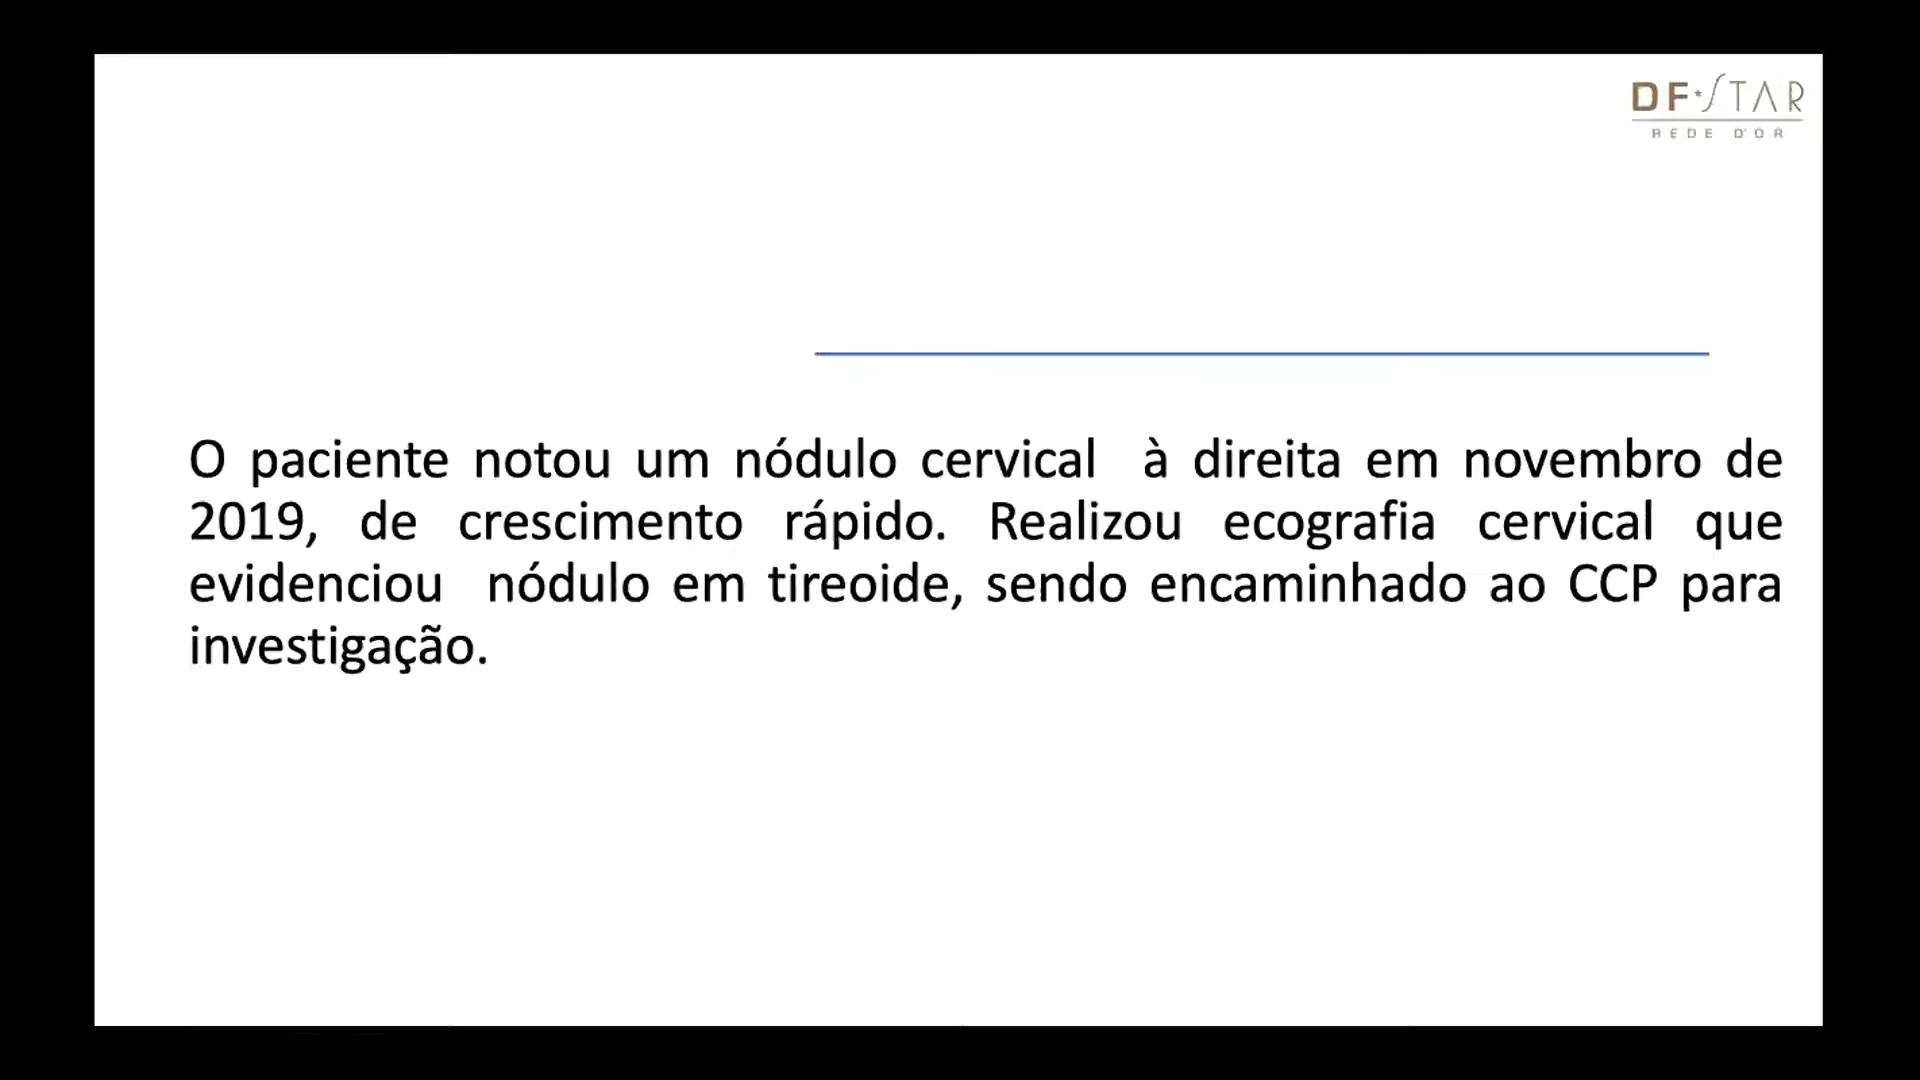 DF★STAR
REDE D'OR
O paciente notou um nódulo cervical à direita em novembro de
2019, de crescimento rápido. Realizou ecografia cervical que
evidenciou nódulo em tireoide, sendo encaminhado ao CCP para
investigação.